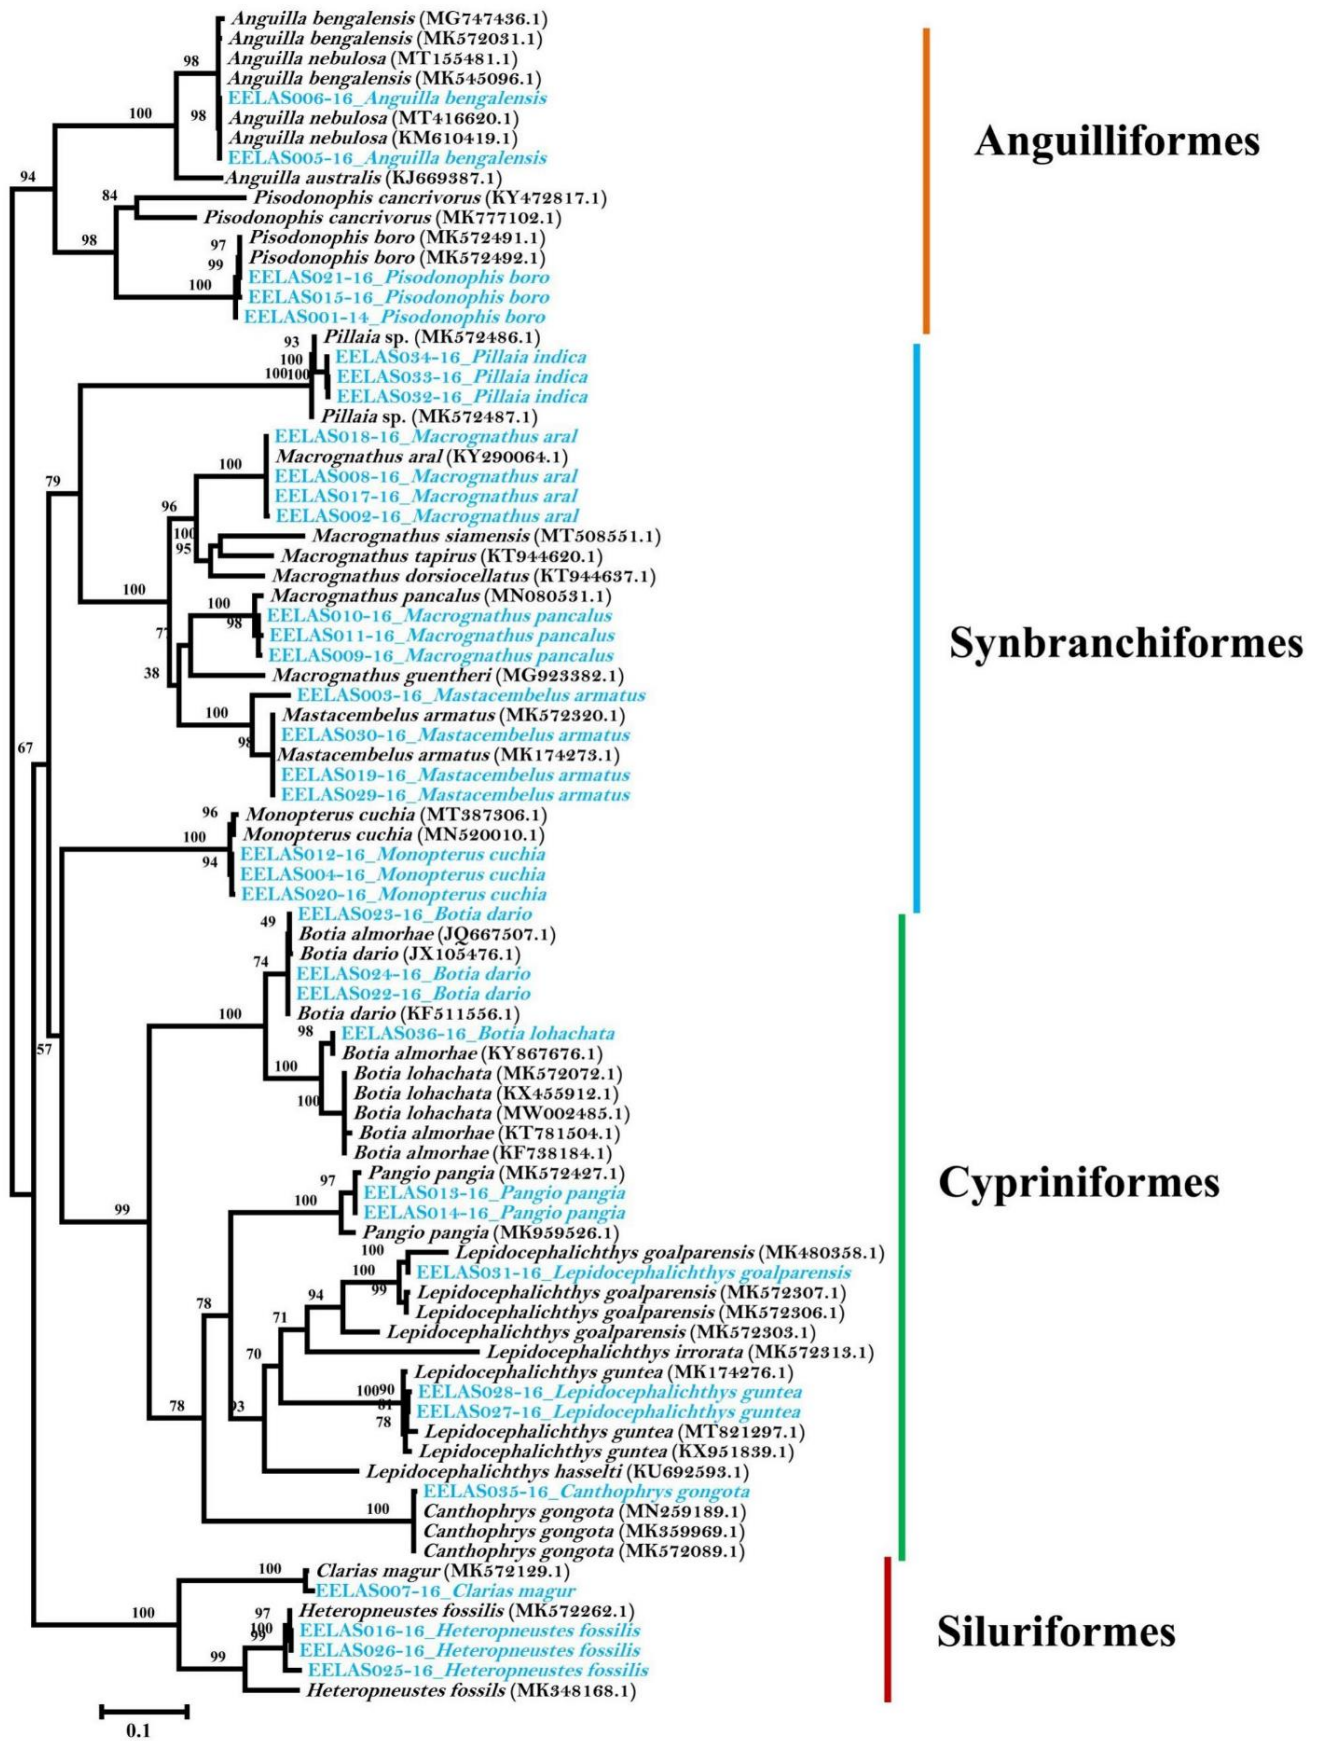 Anguilla bengalensis (MG747436.1)
Anguilla bengalensis (MK572031.1)
98 Anguilla nebulosa (MT155481.1)
Anguilla bengalensis (MK545096.1)
EELAS006-16_Anguilla bengalensis
100 98 Anguilla nebulosa (MT416620.1)
Anguilla nebulosa (KM610419.1)
Anguilliformes
EELAS005-16_Anguilla bengalensis
94 Anguilla australis (KJ669387.1)
84 Pisodonophis cancrivorus (KY472817.1)
Pisodonophis cancrivorus (MK777102.1)
98 97 Pisodonophis boro (MK572491.1)
99 Pisodonophis boro (MK572492.1)
EELAS021-16_Pisodonophis boro
100 EELAS015-16_Pisodonophis boro
EELAS001-14_Pisodonophis boro
93 Pillaia sp. (MK572486.1)
100 EELAS034-16_Pillaia indica
100 100 EELAS033-16_Pillaia indica
EELAS032-16_Pillaia indica
Pillaia sp. (MK572487.1)
EELAS018-16_Macrognathus aral
100 Macrognathus aral (KY290064.1)
79 EELAS008-16_Macrognathus aral
EELAS017-16_Macrognathus aral
96 EELAS002-16_Macrognathus aral
100 Macrognathus siamensis (MT508551.1)
95 Macrognathus tapirus (KT944620.1)
Macrognathus dorsiocellatus (KT944637.1)
100 100 Macrognathus pancalus (MN080531.1)
98 EELAS010-16_Macrognathus pancalus
77 EELAS011-16_Macrognathus pancalus
Synbranchiformes
EELAS009-16_Macrognathus pancalus
38 Macrognathus guentheri (MG923382.1)
EELAS003-16_Mastacembelus armatus
100 Mastacembelus armatus (MK572320.1)
98 EELAS030-16_Mastacembelus armatus
67 Mastacembelus armatus (MK174273.1)
EELAS019-16_Mastacembelus armatus
EELAS029-16_Mastacembelus armatus
96 Monopterus cuchia (MT387306.1)
100 Monopterus cuchia (MN520010.1)
94 EELAS012-16_Monopterus cuchia
EELAS004-16_Monopterus cuchia
EELAS020-16_Monopterus cuchia
49 EELAS023-16_Botia dario
Botia almorhae (JQ667507.1)
74 Botia dario (JX105476.1)
EELAS024-16_Botia dario
EELAS022-16_Botia dario
100 Botia dario (KF511556.1)
98 EELAS036-16_Botia lohachata
57 Botia almorhae (KY867676.1)
100 Botia lohachata (MK572072.1)
100 Botia lohachata (KX455912.1)
Botia lohachata (MW002485.1)
Botia almorhae (KT781504.1)
Botia almorhae (KF738184.1)
97 Pangio pangia (MK572427.1)
Cypriniformes
100 EELAS013-16_Pangio pangia
99 EELAS014-16_Pangio pangia
Pangio pangia (MK959526.1)
100 Lepidocephalichthys goalparensis (MK480358.1)
100 EELAS031-16_Lepidocephalichthys goalparensis
94 99 Lepidocephalichthys goalparensis (MK572307.1)
78 71 Lepidocephalichthys goalparensis (MK572306.1)
Lepidocephalichthys goalparensis (MK572303.1)
70 Lepidocephalichthys irrorata (MK572313.1)
Lepidocephalichthys guntea (MK174276.1)
100 90 EELAS028-16_Lepidocephalichthys guntea
78 93 81 EELAS027-16_Lepidocephalichthys guntea
78 Lepidocephalichthys guntea (MT821297.1)
Lepidocephalichthys guntea (KX951839.1)
Lepidocephalichthys hasselti (KU692593.1)
EELAS035-16_Canthophrys gongota
100 Canthophrys gongota (MN259189.1)
Canthophrys gongota (MK359969.1)
Canthophrys gongota (MK572089.1)
100 Clarias magur (MK572129.1)
EELAS007-16_Clarias magur
100 97 Heteropneustes fossilis (MK572262.1)
100 EELAS016-16_Heteropneustes fossilis
Siluriformes
99 99 EELAS026-16_Heteropneustes fossilis
EELAS025-16_Heteropneustes fossilis
Heteropneustes fossils (MK348168.1)
0.1